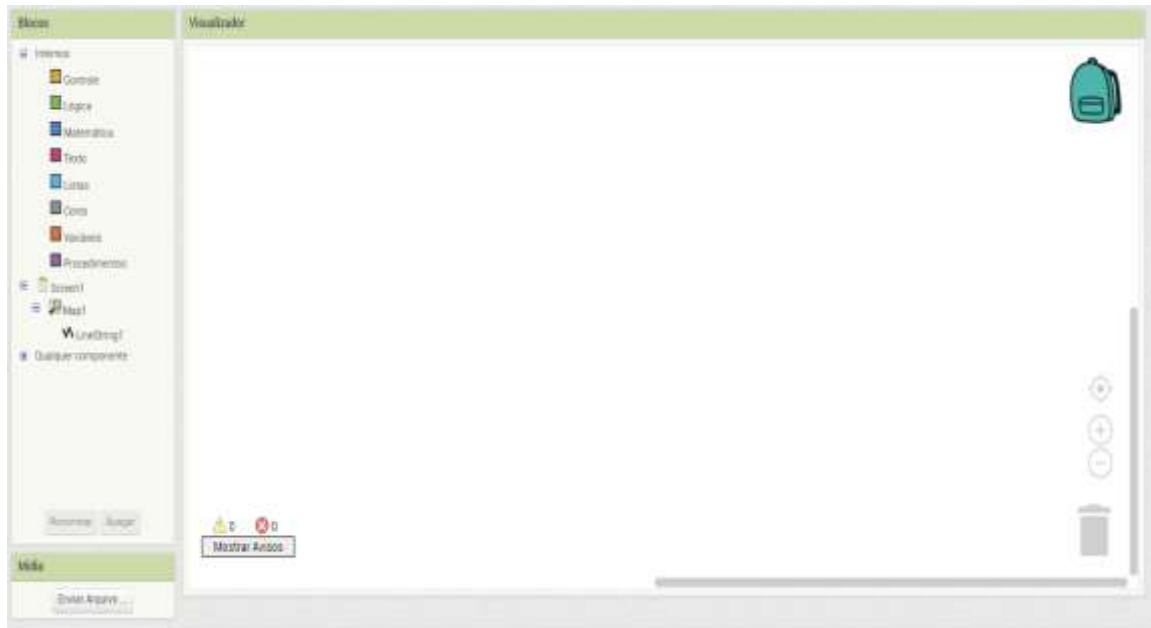 Blocos
Visualizador
Internos
Controle
Lógica
Matemática
Texto
Listas
Cores
Variáveis
Procedimentos
Screen1
Map1
LineString1
Qualquer componente
Renomear
Apagar
0
0
Mostrar Avisos
Mídia
Enviar Arquivo ...